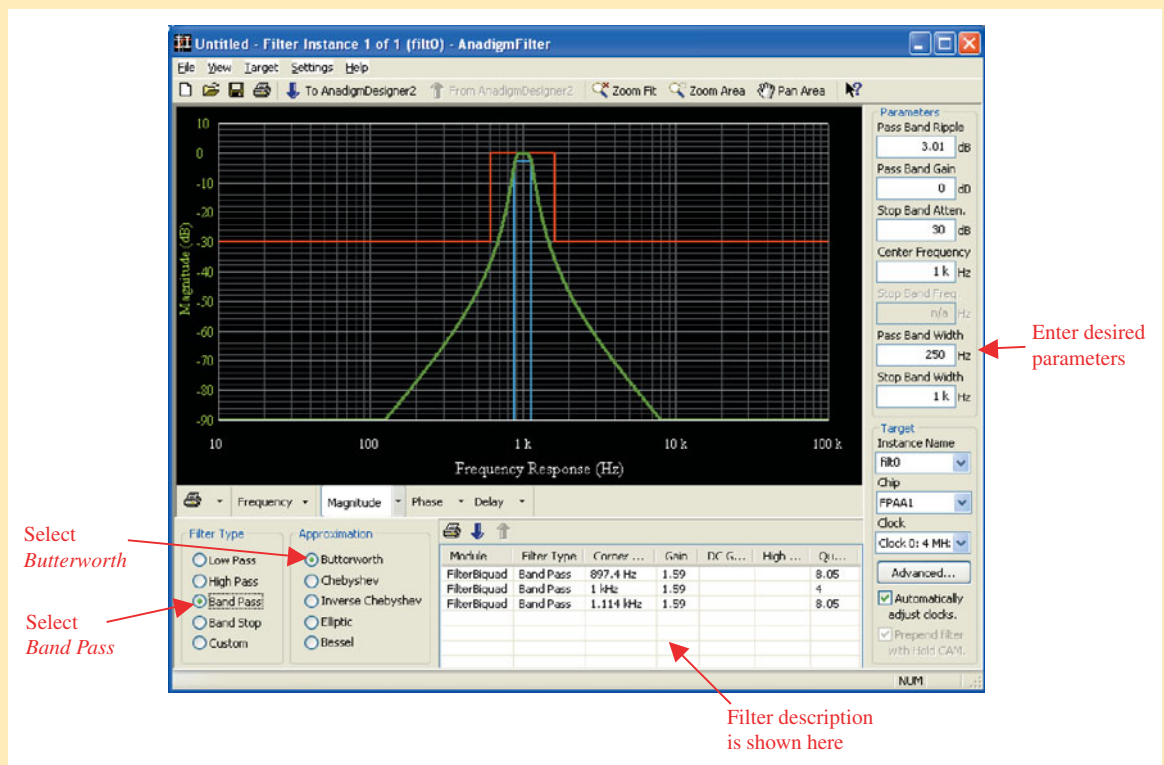 Untitled - Filter Instance 1 of 1 (filt0) - AnadigmFilter
File View Target Settings Help
To AnadigmDesigner2 From AnadigmDesigner2 Zoom Fit Zoom Area Pan Area
10
0
-10
-20
-30
-40
-50
-60
-70
-80
-90
Magnitude (dB)
10 100 1 k 10 k 100 k
Frequency Response (Hz)
Parameters
Pass Band Ripple
3.01 dB
Pass Band Gain
0 dB
Stop Band Atten.
30 dB
Center Frequency
1 k Hz
Stop Band Freq.
n/a Hz
Pass Band Width
250 Hz
Stop Band Width
1 k Hz
Enter desired
parameters
Target
Instance Name
filt0
Chip
FPAA1
Clock
Clock 0: 4 MH:
Advanced...
Automatically
adjust clocks.
Prepend filter
with Hold CAM.
Frequency Magnitude Phase Delay
Select
Butterworth
Select
Band Pass
Filter Type
Low Pass
High Pass
Band Pass
Band Stop
Custom
Approximation
Butterworth
Chebyshev
Inverse Chebyshev
Elliptic
Bessel
Module Filter Type Corner ... Gain DC G... High ... Qu...
FilterBiquad Band Pass 897.4 Hz 1.59 8.05
FilterBiquad Band Pass 1 kHz 1.59 4
FilterBiquad Band Pass 1.114 kHz 1.59 8.05
NUM
Filter description
is shown here